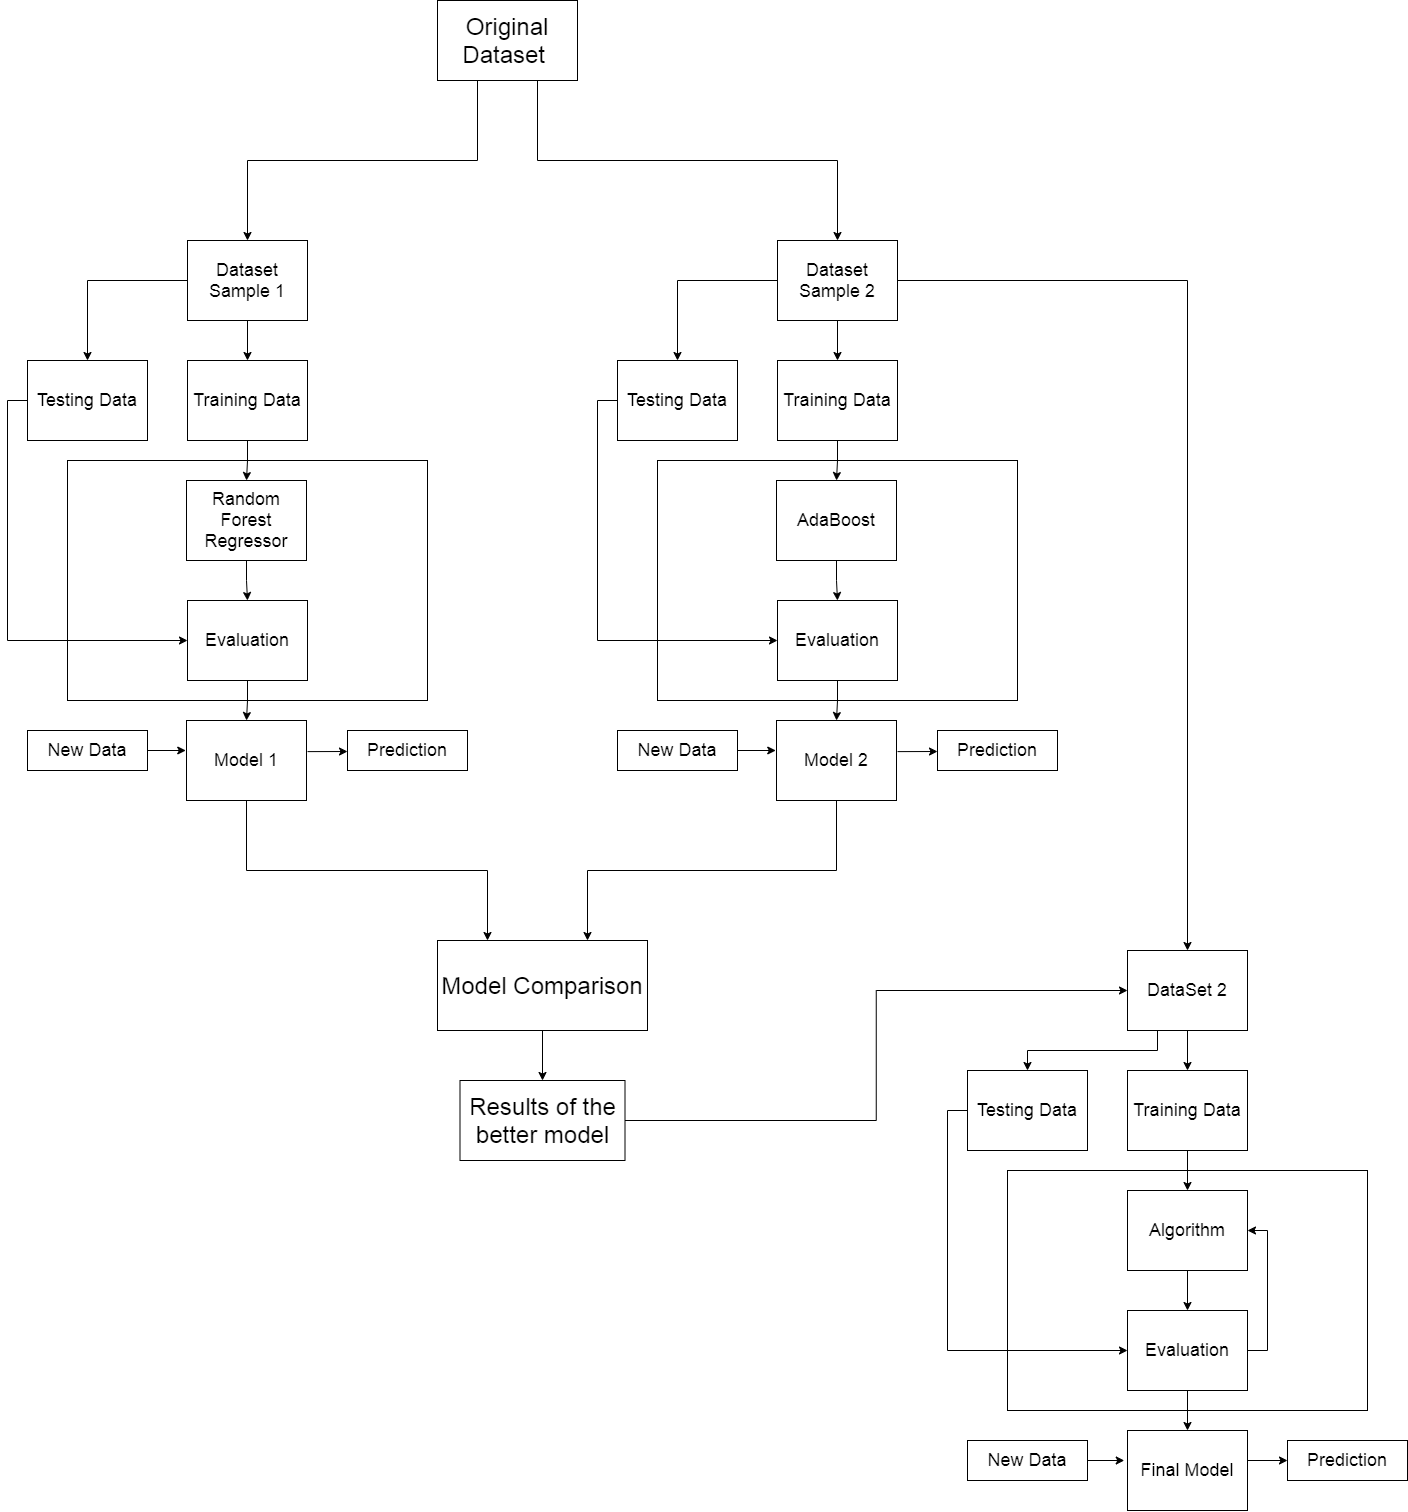 Original
Dataset
Dataset
Sample 1
Dataset
Sample 2
Testing Data
Training Data
Testing Data
Training Data
Random
Forest
Regressor
AdaBoost
Evaluation
Evaluation
New Data
Model 1
Prediction
New Data
Model 2
Prediction
Model Comparison
DataSet 2
Results of the
better model
Testing Data
Training Data
Algorithm
Evaluation
New Data
Final Model
Prediction